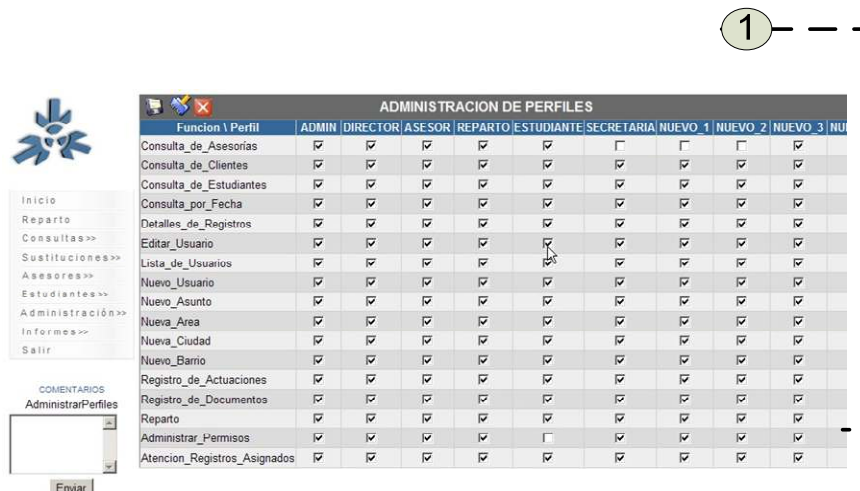 1
ADMINISTRACION DE PERFILES
Funcion \ Perfil ADMIN DIRECTOR ASESOR REPARTO ESTUDIANTE SECRETARIA NUEVO_1 NUEVO_2 NUEVO_3 NU
Consulta_de_Asesorías
Consulta_de_Clientes
Consulta_de_Estudiantes
Consulta_por_Fecha
Detalles_de_Registros
Editar_Usuario
Lista_de_Usuarios
Nuevo_Usuario
Nuevo_Asunto
Nueva_Area
Nueva_Ciudad
Nuevo_Barrio
Registro_de_Actuaciones
Registro_de_Documentos
Reparto
Administrar_Permisos
Atencion_Registros_Asignados
Inicio
Reparto
Consultas>>
Sustituciones>>
Asesores>>
Estudiantes>>
Administración>>
Informes>>
Salir
COMENTARIOS
AdministrarPerfiles
Enviar